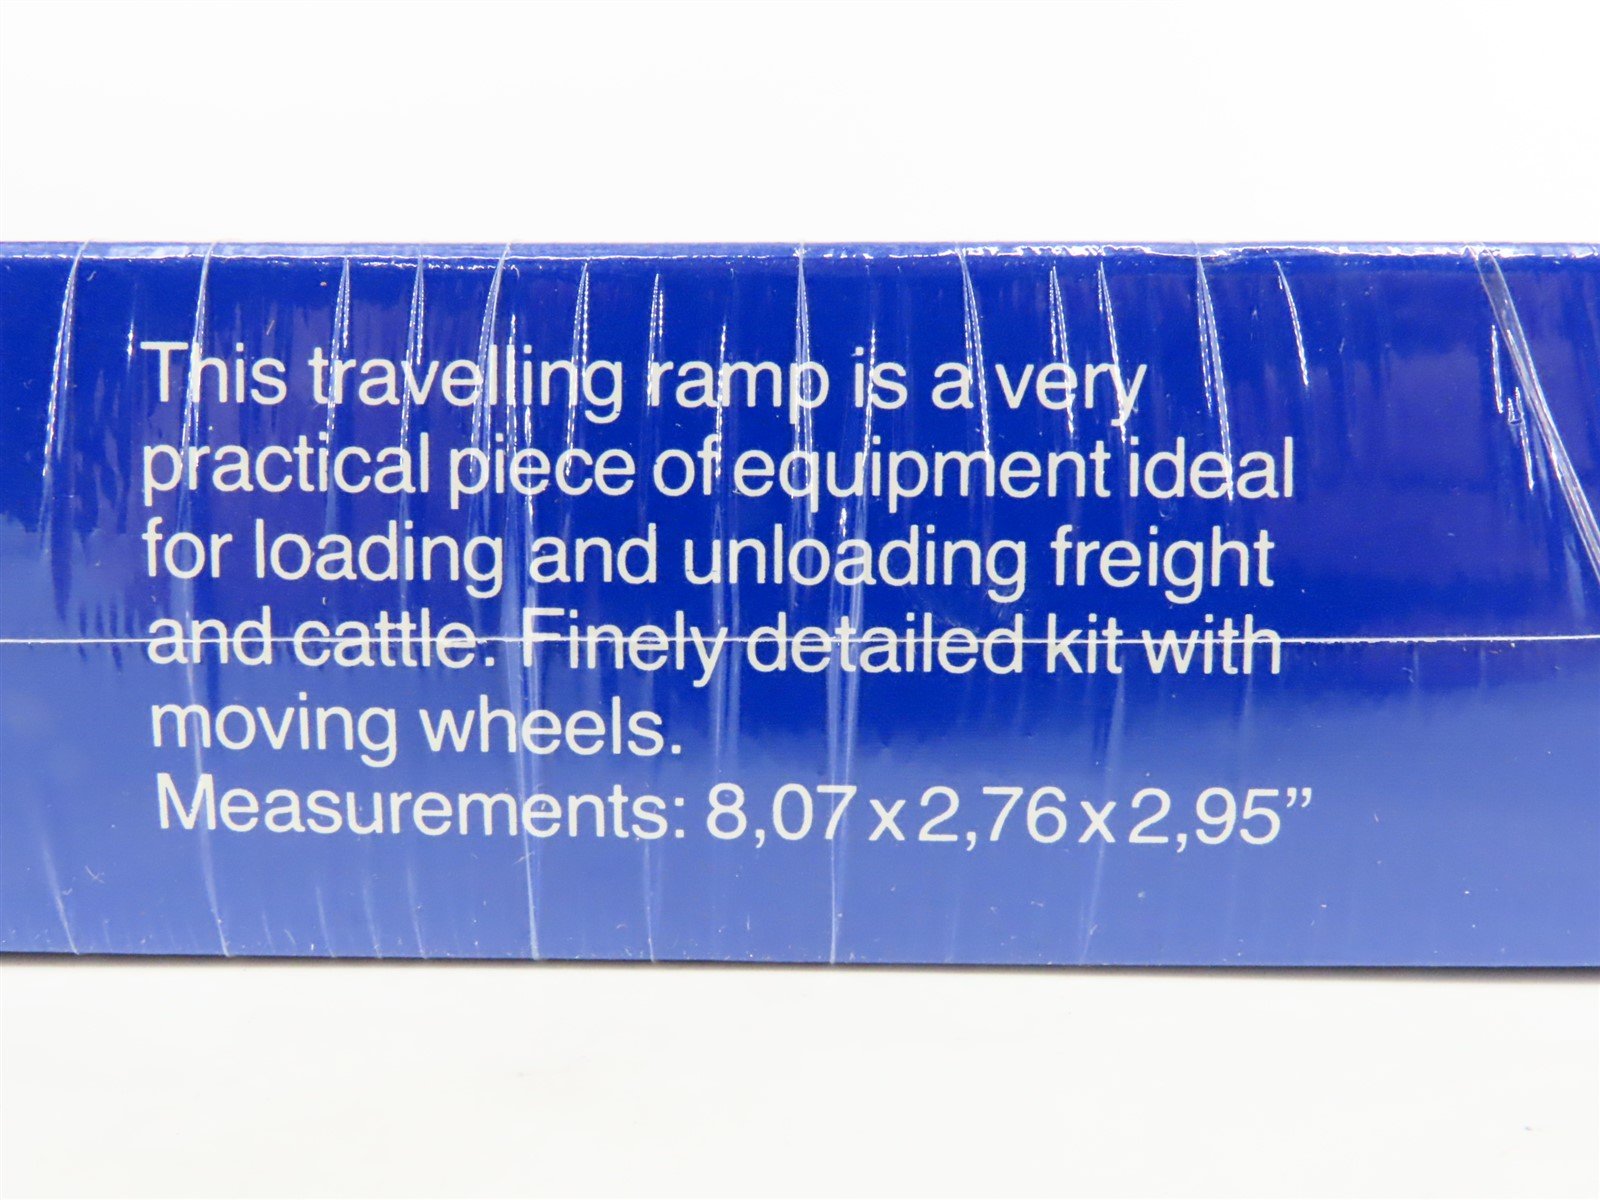 This travelling ramp is a very
practical piece of equipment ideal
for loading and unloading freight
and cattle. Finely detailed kit with
moving wheels.
Measurements: 8,07 x 2,76 x 2,95”